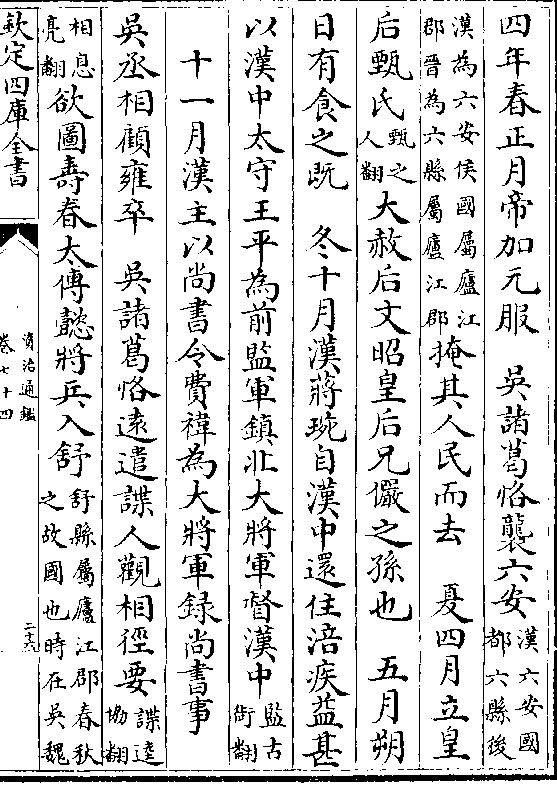 四年春正月帝加元服　吳諸葛恪襲六安漢六安國都六縣後
漢為六安侯國屬廬江郡晉為六縣屬廬江郡掩其人民而去　夏四月立皇
后甄氏甄之人翻大赦后文昭皇后兄儼之孫也　五月朔
日有食之既　冬十月漢蔣琬自漢中還住涪疾益甚
以漢中太守王平為前監軍鎮北大將軍督漢中監古銜翻
十一月漢主以尚書令費禕為大將軍録尚書事
吳丞相顧雍卒　吳諸葛恪遠遣諜人觀相徑要諜達協翻
相息亮翻欲圖壽春太傅懿將兵入舒舒縣屬廬江郡春秋之故國也時在吳魏
欽定四庫全書
資治通鑑
卷七十四